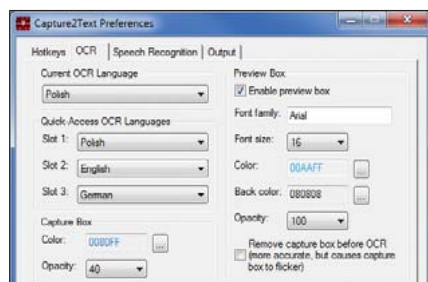 Capture2Text Preferences
Hotkeys OCR Speech Recognition Output
Current OCR Language
Polish
Quick-Access OCR Languages
Slot 1: Polish
Slot 2: English
Slot 3: German
Capture Box
Color: 0080FF ...
Opacity: 40
Preview Box
Enable preview box
Font family: Arial
Font size: 16
Color: 00AAFF ...
Back color: 080808 ...
Opacity: 100
Remove capture box before OCR
(more accurate, but causes capture
box to flicker)